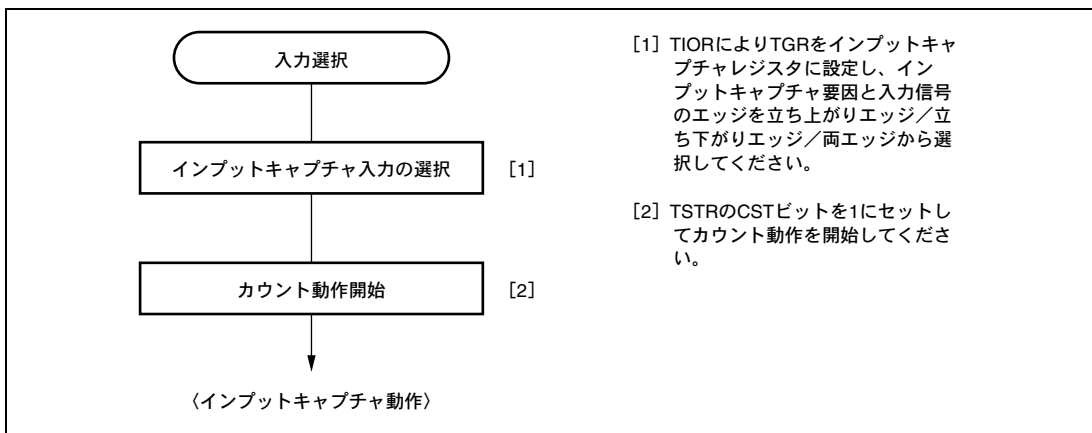 入力選択
インプットキャプチャ入力の選択 [1]
カウント動作開始 [2]
〈インプットキャプチャ動作〉
[1] TIORによりTGRをインプットキャ
プチャレジスタに設定し、イン
プットキャプチャ要因と入力信号
のエッジを立ち上がりエッジ／立
ち下がりエッジ／両エッジから選
択してください。
[2] TSTRのCSTビットを1にセットし
てカウント動作を開始してくださ
い。